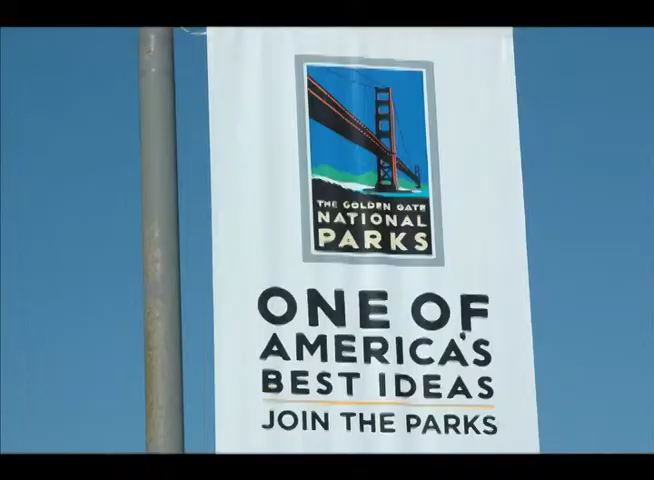 THE GOLDEN GATE
NATIONAL
PARKS
ONE OF
AMERICA'S
BEST IDEAS
JOIN THE PARKS